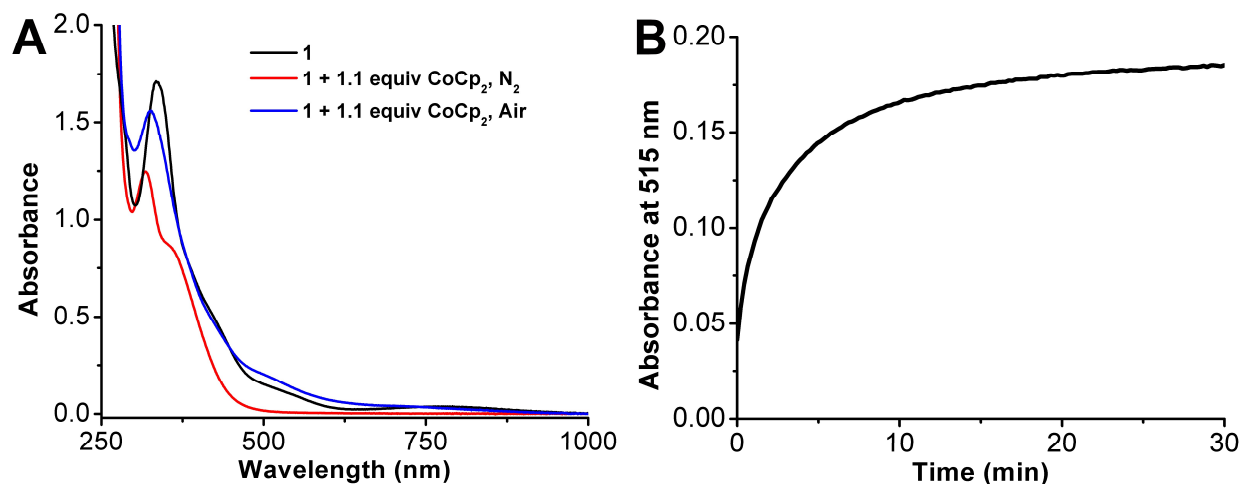 A
2.0
1.5
1.0
0.5
0.0
Absorbance
250
500
750
1000
Wavelength (nm)
1
1 + 1.1 equiv CoCp₂, N₂
1 + 1.1 equiv CoCp₂, Air
B
0.20
0.15
0.10
0.05
0.00
Absorbance at 515 nm
0
10
20
30
Time (min)